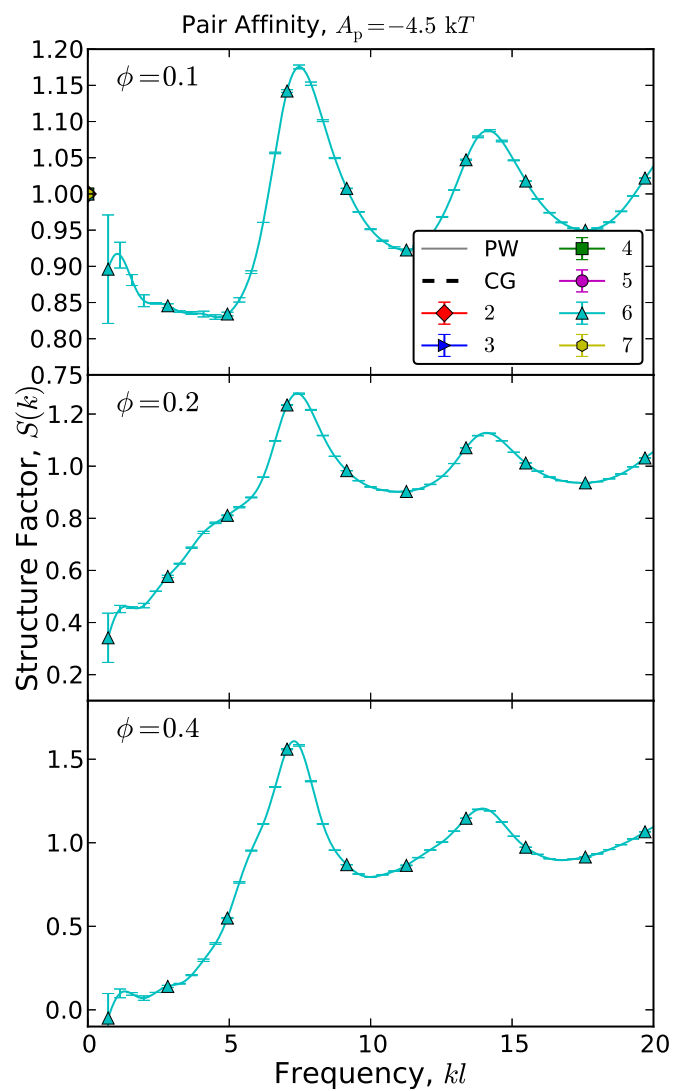 Pair Affinity, A_p = −4.5 kT
ϕ = 0.1
1.20
1.15
1.10
1.05
1.00
0.95
0.90
0.85
0.80
0.75
PW
CG
2
3
4
5
6
7
ϕ = 0.2
1.2
1.0
0.8
0.6
0.4
0.2
Structure Factor, S(k)
ϕ = 0.4
1.5
1.0
0.5
0.0
0 5 10 15 20
Frequency, kl